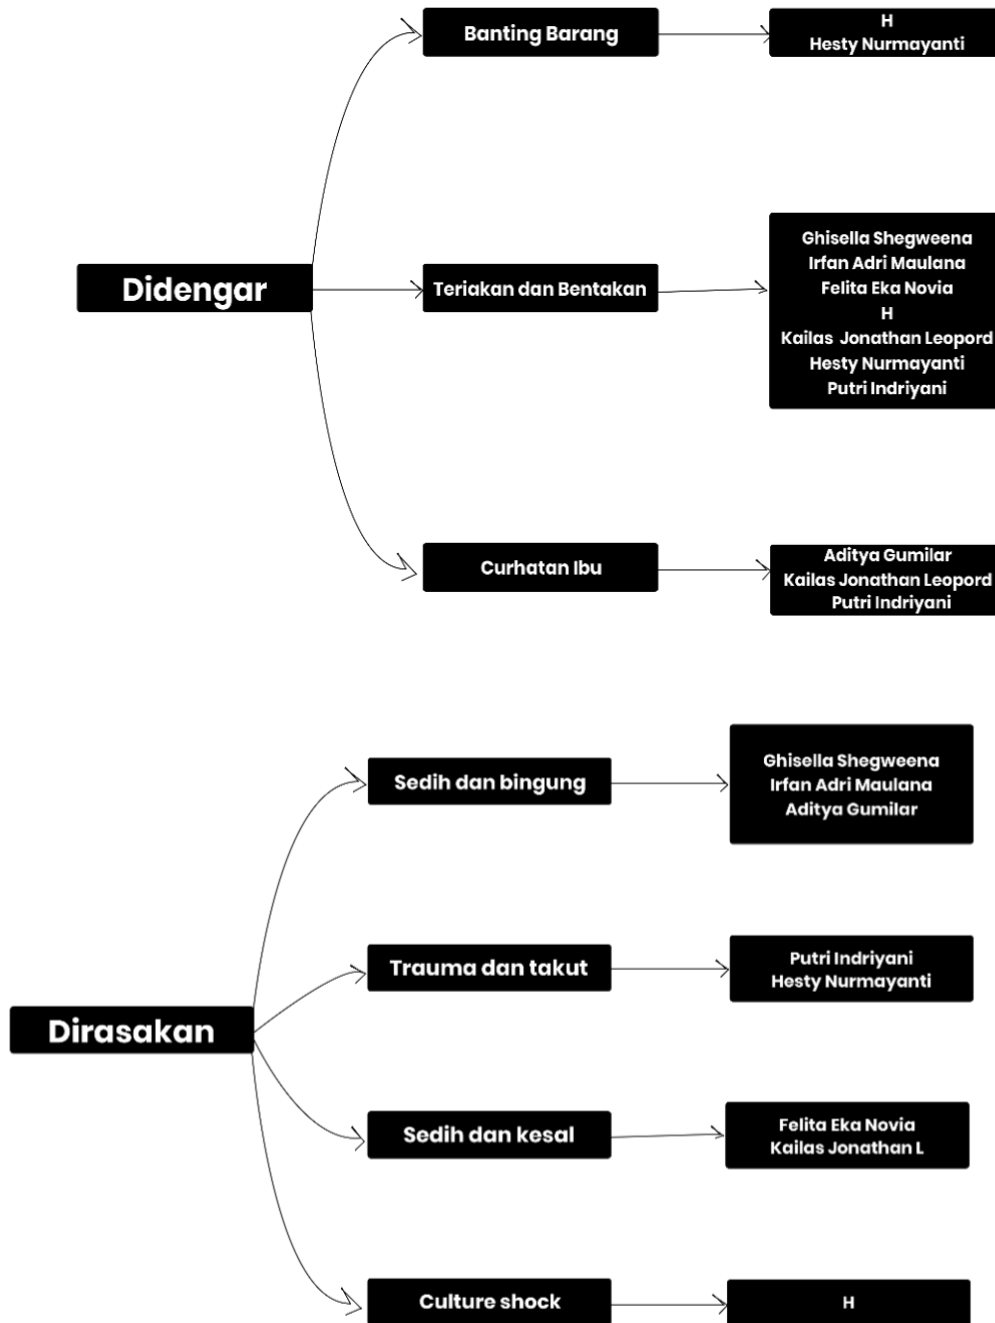 Didengar
Banting Barang
H
Hesty Nurmayanti
Teriakan dan Bentakan
Ghisella Shegweena
Irfan Adri Maulana
Felita Eka Novia
H
Kailas Jonathan Leopord
Hesty Nurmayanti
Putri Indriyani
Curhatan Ibu
Aditya Gumilar
Kailas Jonathan Leopord
Putri Indriyani
Dirasakan
Sedih dan bingung
Ghisella Shegweena
Irfan Adri Maulana
Aditya Gumilar
Trauma dan takut
Putri Indriyani
Hesty Nurmayanti
Sedih dan kesal
Felita Eka Novia
Kailas Jonathan L
Culture shock
H